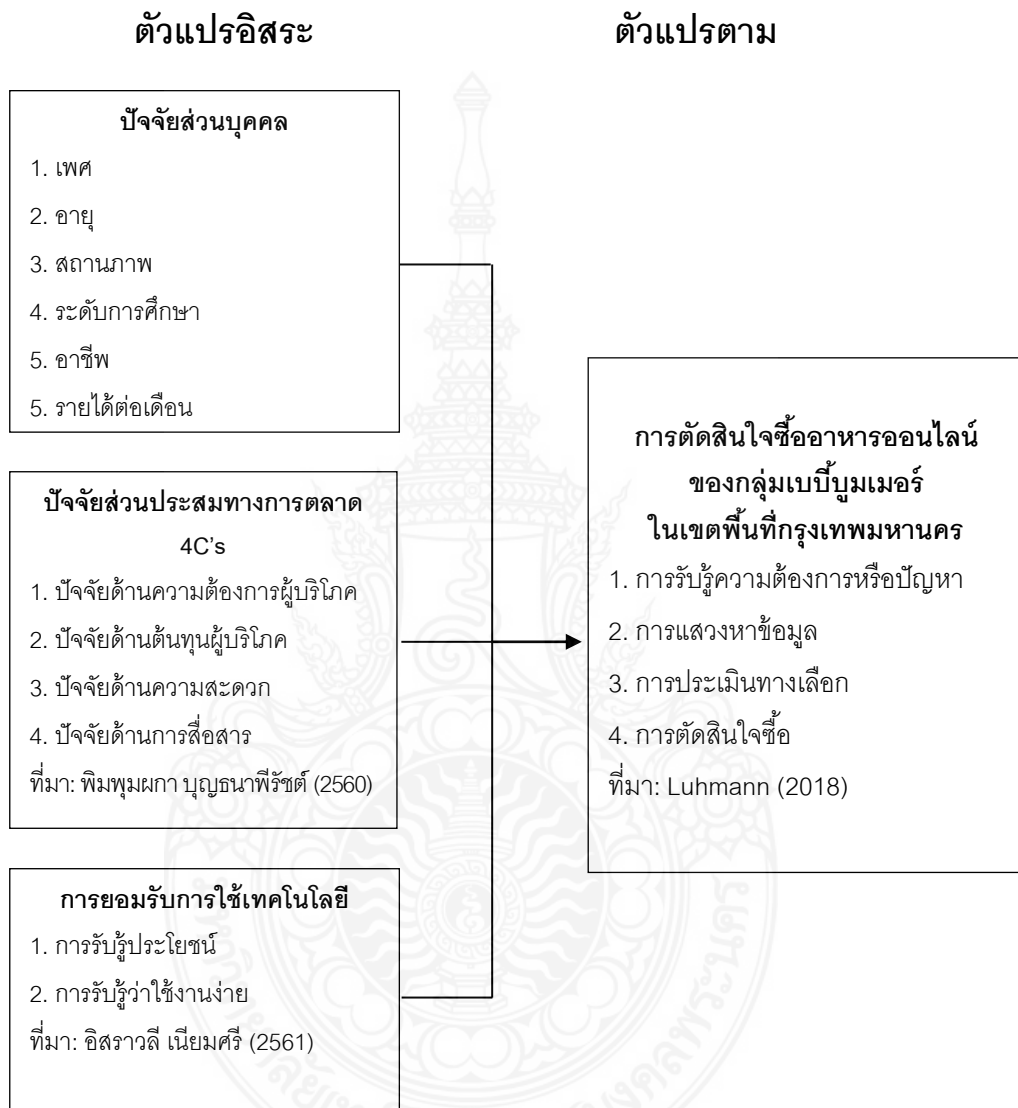 ตัวแปรอิสระ
ตัวแปรตาม
ปัจจัยส่วนบุคคล
1. เพศ
2. อายุ
3. สถานภาพ
4. ระดับการศึกษา
5. อาชีพ
5. รายได้ต่อเดือน
ปัจจัยส่วนประสมทางการตลาด
4C's
1. ปัจจัยด้านความต้องการผู้บริโภค
2. ปัจจัยด้านต้นทุนผู้บริโภค
3. ปัจจัยด้านความสะดวก
4. ปัจจัยด้านการสื่อสาร
ที่มา: พิมพุมผกา บุญธนาพีรัชต์ (2560)
การยอมรับการใช้เทคโนโลยี
1. การรับรู้ประโยชน์
2. การรับรู้ว่าใช้งานง่าย
ที่มา: อิสราวลี เนียมศรี (2561)
การตัดสินใจซื้ออาหารออนไลน์
ของกลุ่มเบบี้บูมเมอร์
ในเขตพื้นที่กรุงเทพมหานคร
1. การรับรู้ความต้องการหรือปัญหา
2. การแสวงหาข้อมูล
3. การประเมินทางเลือก
4. การตัดสินใจซื้อ
ที่มา: Luhmann (2018)